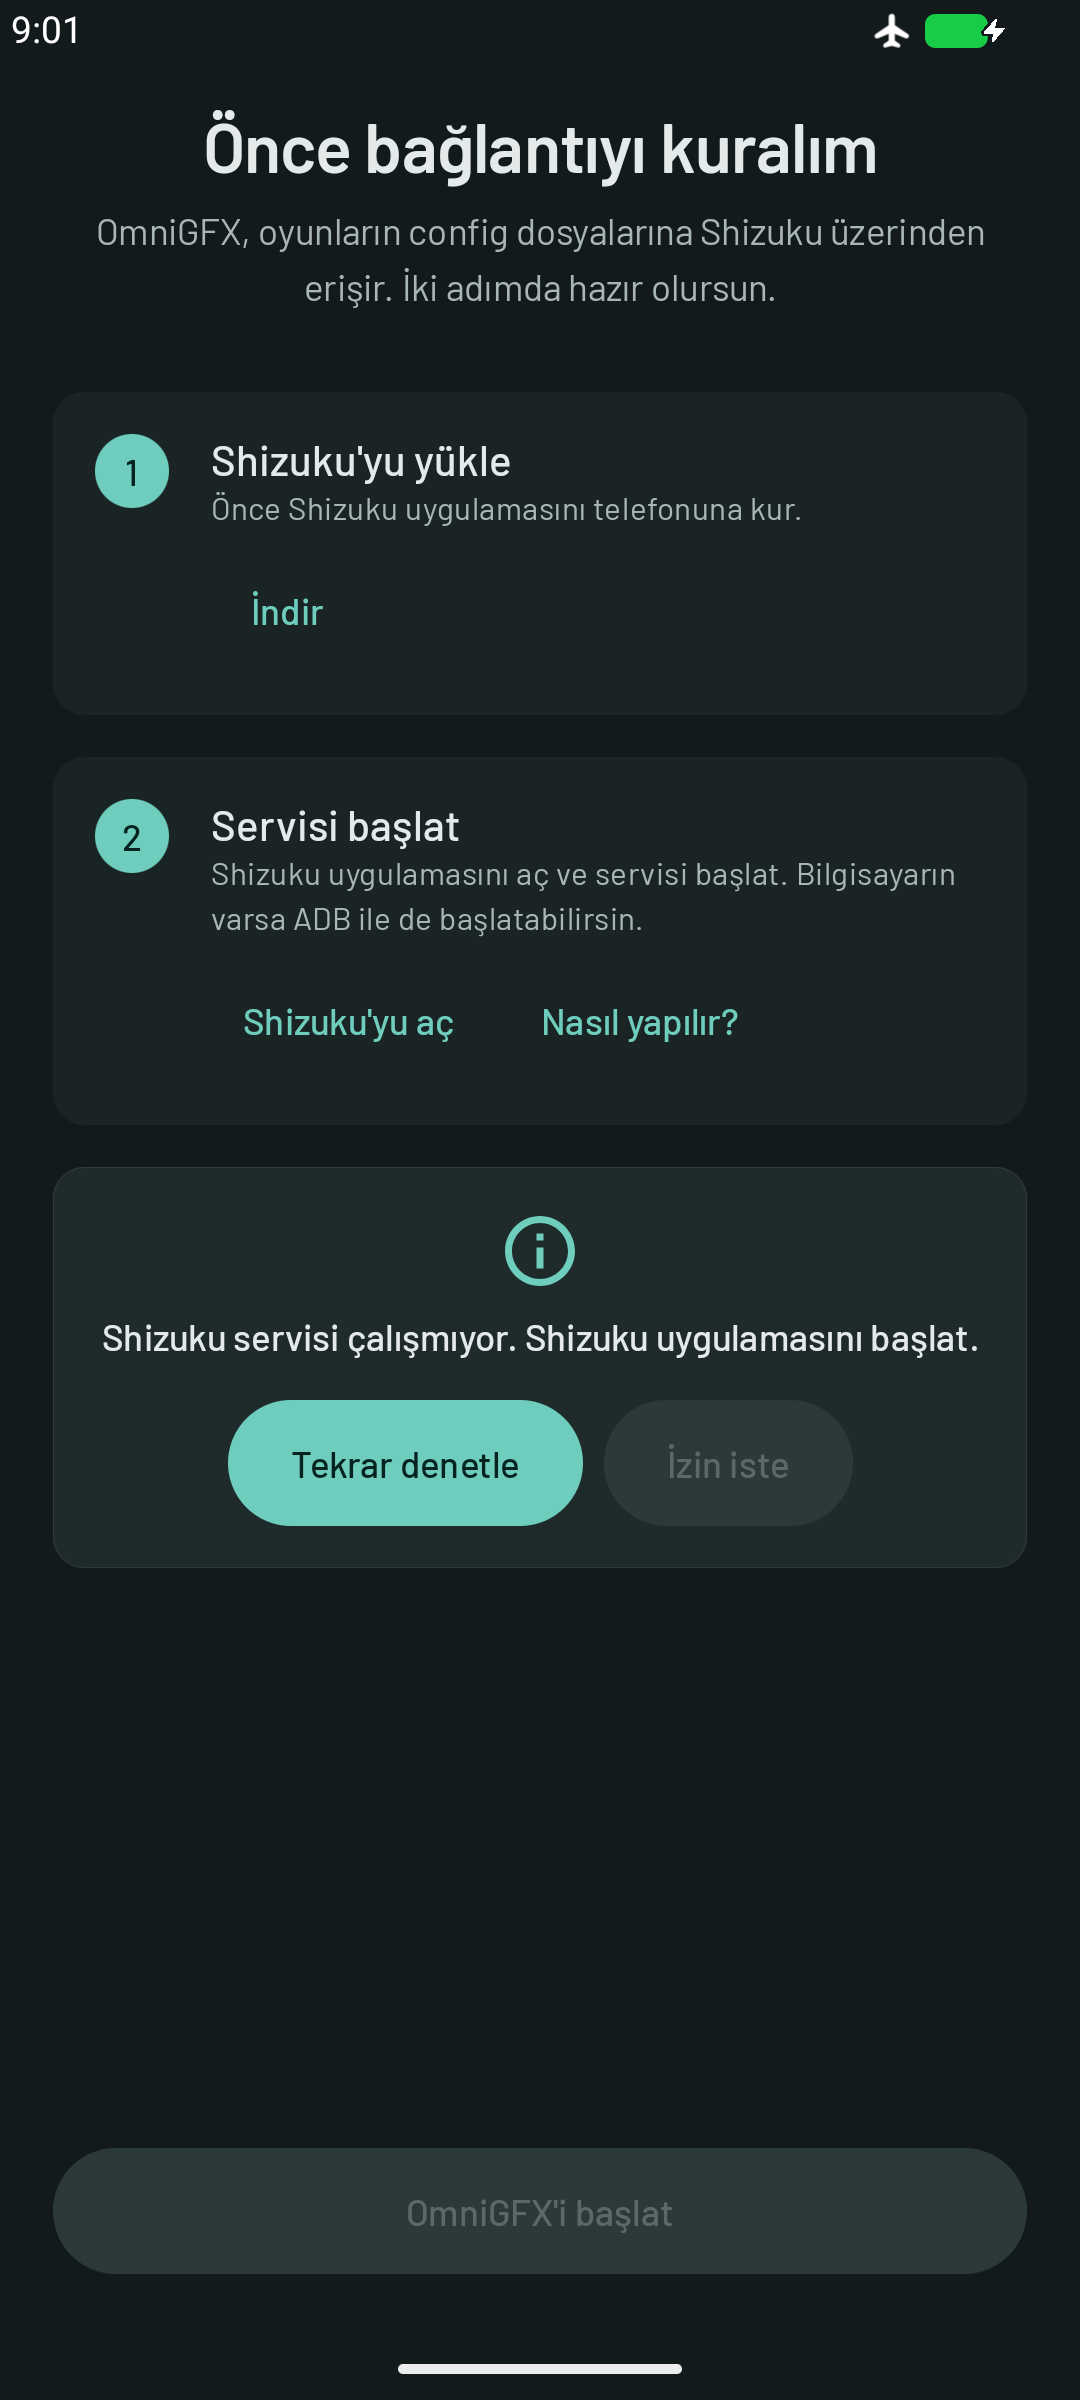 9:01
Önce bağlantıyı kuralım
OmniGFX, oyunların config dosyalarına Shizuku üzerinden
erişir. İki adımda hazır olursun.
1
Shizuku'yu yükle
Önce Shizuku uygulamasını telefonuna kur.
İndir
2
Servisi başlat
Shizuku uygulamasını aç ve servisi başlat. Bilgisayarın
varsa ADB ile de başlatabilirsin.
Shizuku'yu aç Nasıl yapılır?
Shizuku servisi çalışmıyor. Shizuku uygulamasını başlat.
Tekrar denetle İzin iste
OmniGFX'i başlat